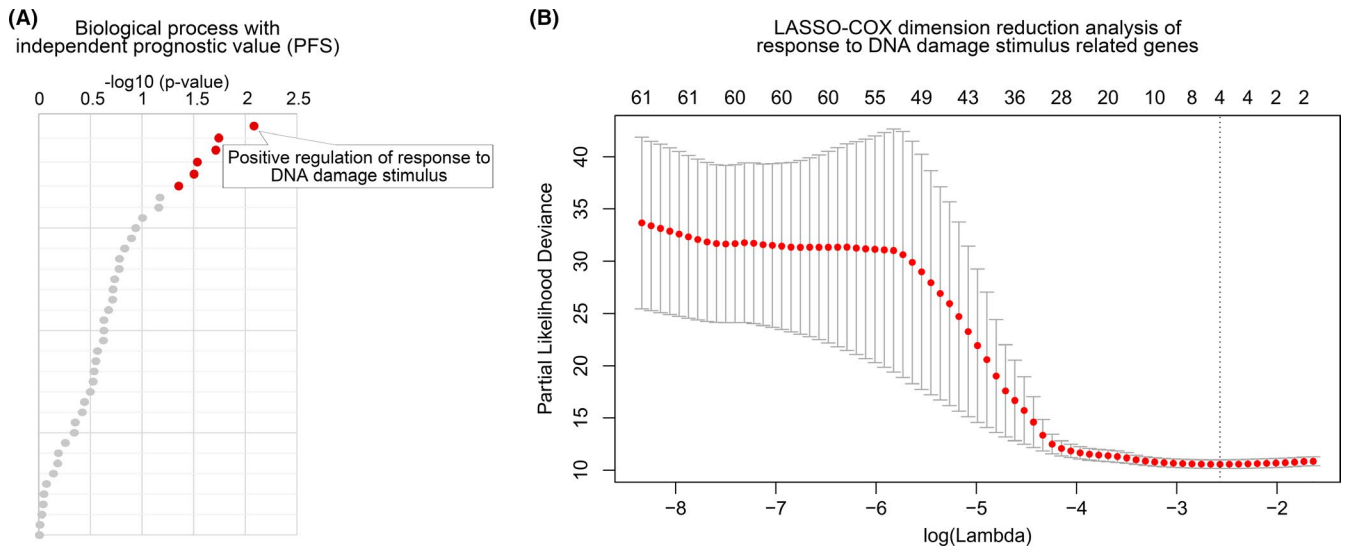 (A)
Biological process with
independent prognostic value (PFS)
-log10 (p-value)
0 0.5 1 1.5 2 2.5
Positive regulation of response to
DNA damage stimulus
(B)
LASSO-COX dimension reduction analysis of
response to DNA damage stimulus related genes
61 61 60 60 60 55 49 43 36 28 20 10 8 4 4 2 2
Partial Likelihood Deviance
40
35
30
25
20
15
10
−8 −7 −6 −5 −4 −3 −2
log(Lambda)